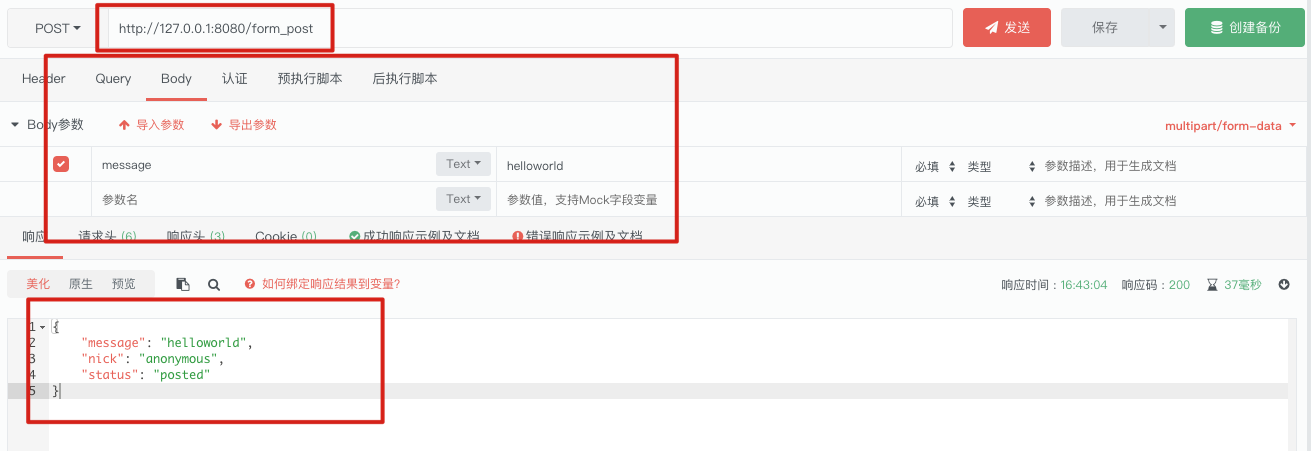 POST http://127.0.0.1:8080/form_post 发送 保存 创建备份
Header Query Body 认证 预执行脚本 后执行脚本
Body参数 导入参数 导出参数 multipart/form-data
message Text helloworld 必填 类型 参数描述，用于生成文档
参数名 Text 参数值，支持Mock字段变量 必填 类型 参数描述，用于生成文档
响应 请求头 (6) 响应头 (3) Cookie (0) 成功响应示例及文档 错误响应示例及文档
美化 原生 预览 如何绑定响应结果到变量? 响应时间：16:43:04 响应码：200 37毫秒
1 {
2 "message": "helloworld",
3 "nick": "anonymous",
4 "status": "posted"
5 }